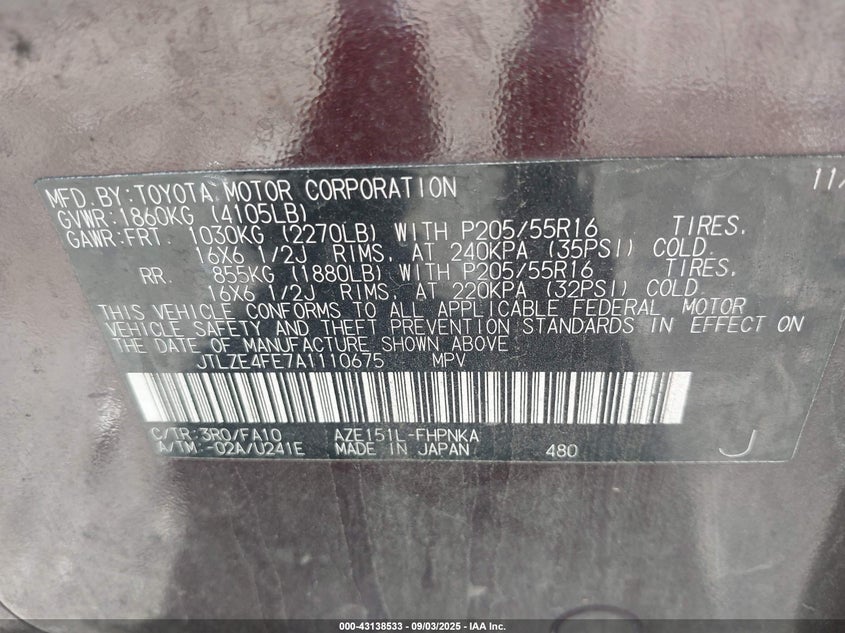 MFD. BY: TOYOTA MOTOR CORPORATION 11/
GVWR: 1860KG (4105LB)
GAWR: FRT. 1030KG (2270LB) WITH P205/55R16 TIRES.
16X6 1/2J RIMS, AT 240KPA (35PSI) COLD.
RR. 855KG (1880LB) WITH P205/55R16 TIRES.
16X6 1/2J RIMS, AT 220KPA (32PSI) COLD.
THIS VEHICLE CONFORMS TO ALL APPLICABLE FEDERAL MOTOR
VEHICLE SAFETY AND THEFT PREVENTION STANDARDS IN EFFECT ON
THE DATE OF MANUFACTURE SHOWN ABOVE.
JTLZE4FE7A1110675 MPV
C/TR: 3R0/FA10 AZE151L-FHPNKA
A/TM: -02A/U241E MADE IN JAPAN 480 J
000-43138533 - 09/03/2025 - IAA Inc.